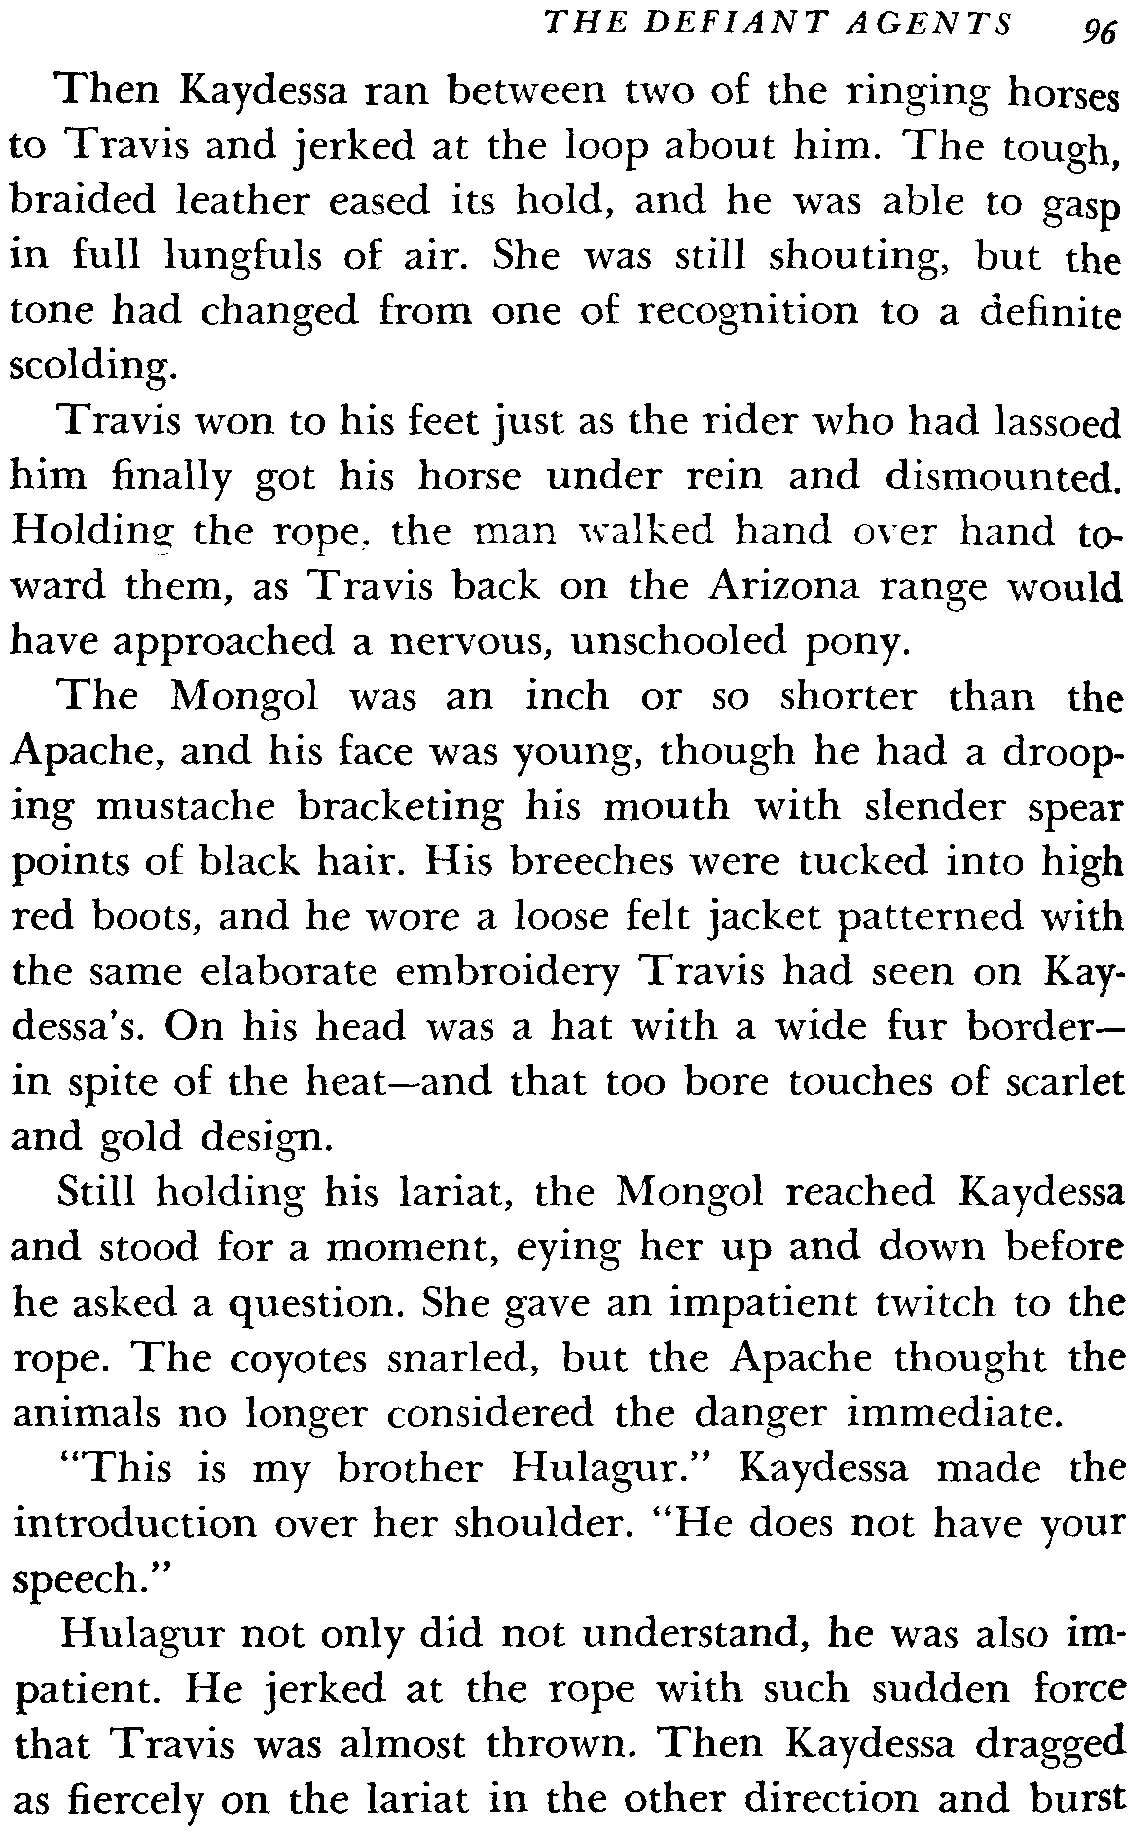 THE DEFIANT AGENTS 96
Then Kaydessa ran between two of the ringing horses
to Travis and jerked at the loop about him. The tough,
braided leather eased its hold, and he was able to gasp
in full lungfuls of air. She was still shouting, but the
tone had changed from one of recognition to a definite
scolding.
Travis won to his feet just as the rider who had lassoed
him finally got his horse under rein and dismounted.
Holding the rope, the man walked hand over hand to-
ward them, as Travis back on the Arizona range would
have approached a nervous, unschooled pony.
The Mongol was an inch or so shorter than the
Apache, and his face was young, though he had a droop-
ing mustache bracketing his mouth with slender spear
points of black hair. His breeches were tucked into high
red boots, and he wore a loose felt jacket patterned with
the same elaborate embroidery Travis had seen on Kay-
dessa's. On his head was a hat with a wide fur border—
in spite of the heat—and that too bore touches of scarlet
and gold design.
Still holding his lariat, the Mongol reached Kaydessa
and stood for a moment, eying her up and down before
he asked a question. She gave an impatient twitch to the
rope. The coyotes snarled, but the Apache thought the
animals no longer considered the danger immediate.
“This is my brother Hulagur.” Kaydessa made the
introduction over her shoulder. “He does not have your
speech.”
Hulagur not only did not understand, he was also im-
patient. He jerked at the rope with such sudden force
that Travis was almost thrown. Then Kaydessa dragged
as fiercely on the lariat in the other direction and burst